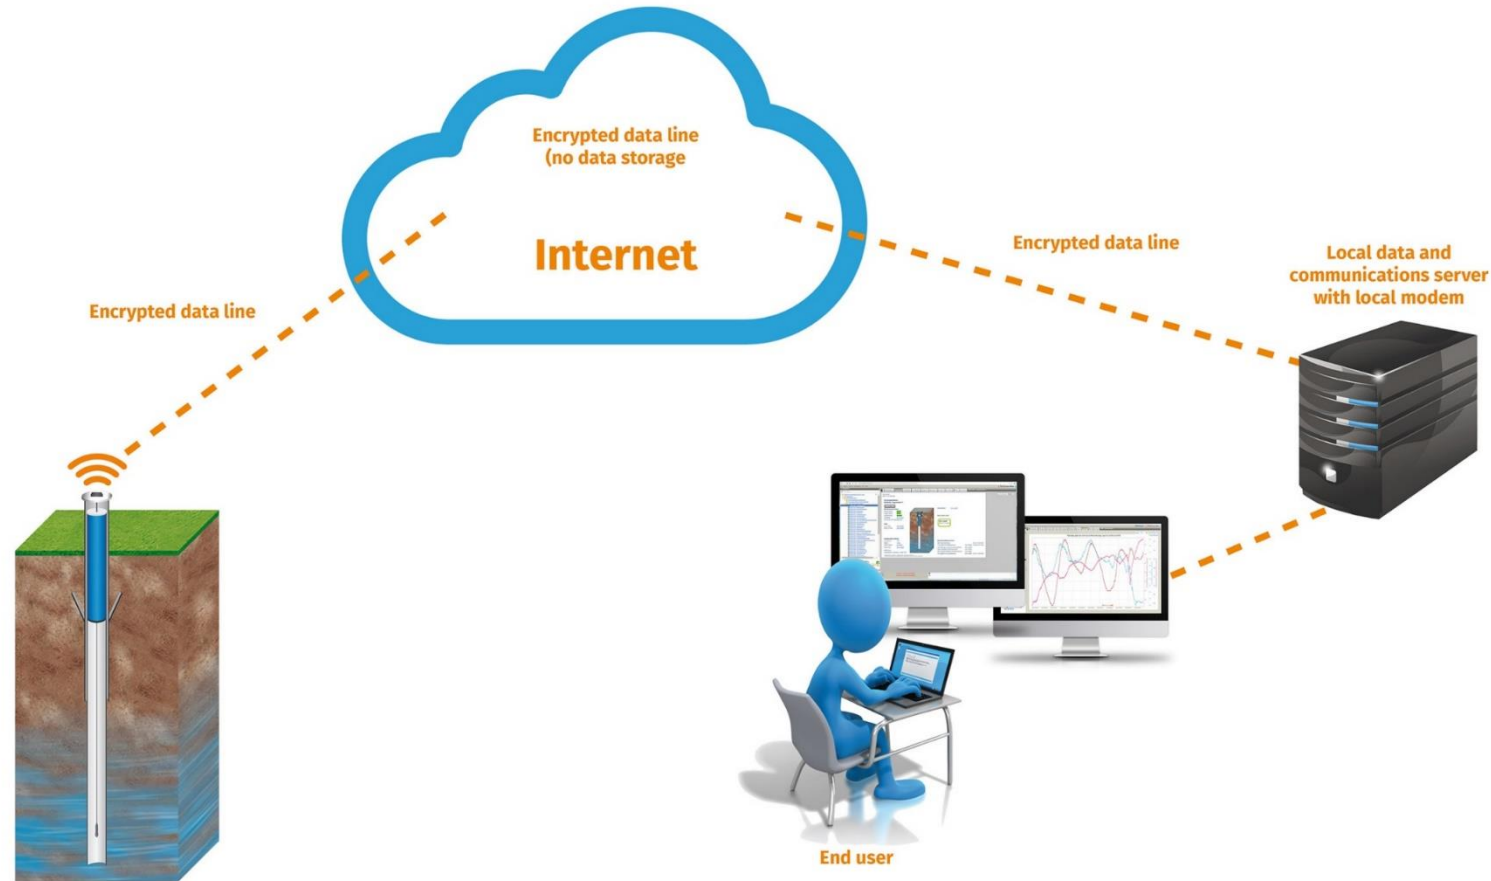 Encrypted data line
(no data storage
Internet
Encrypted data line
Local data and
communications server
with local modem
Encrypted data line
End user